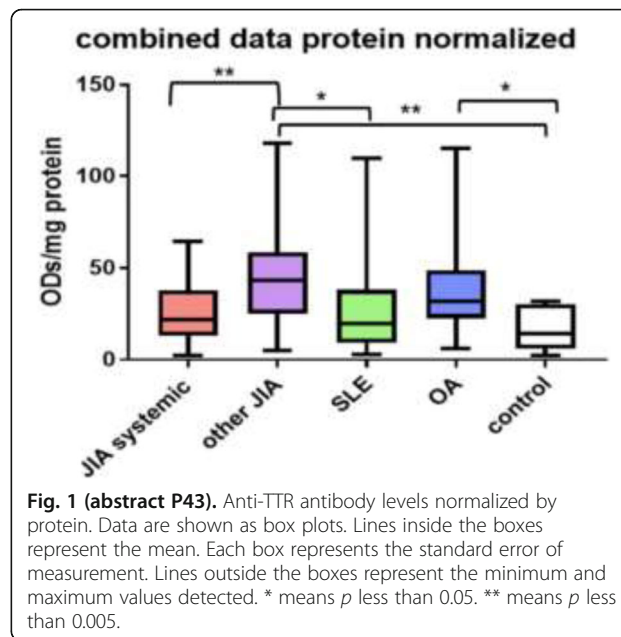 combined data protein normalized
**
*
**
*
150
100
50
0
ODs/mg protein
JIA systemic
other JIA
SLE
OA
control
Fig. 1 (abstract P43). Anti-TTR antibody levels normalized by
protein. Data are shown as box plots. Lines inside the boxes
represent the mean. Each box represents the standard error of
measurement. Lines outside the boxes represent the minimum and
maximum values detected. * means p less than 0.05. ** means p less
than 0.005.